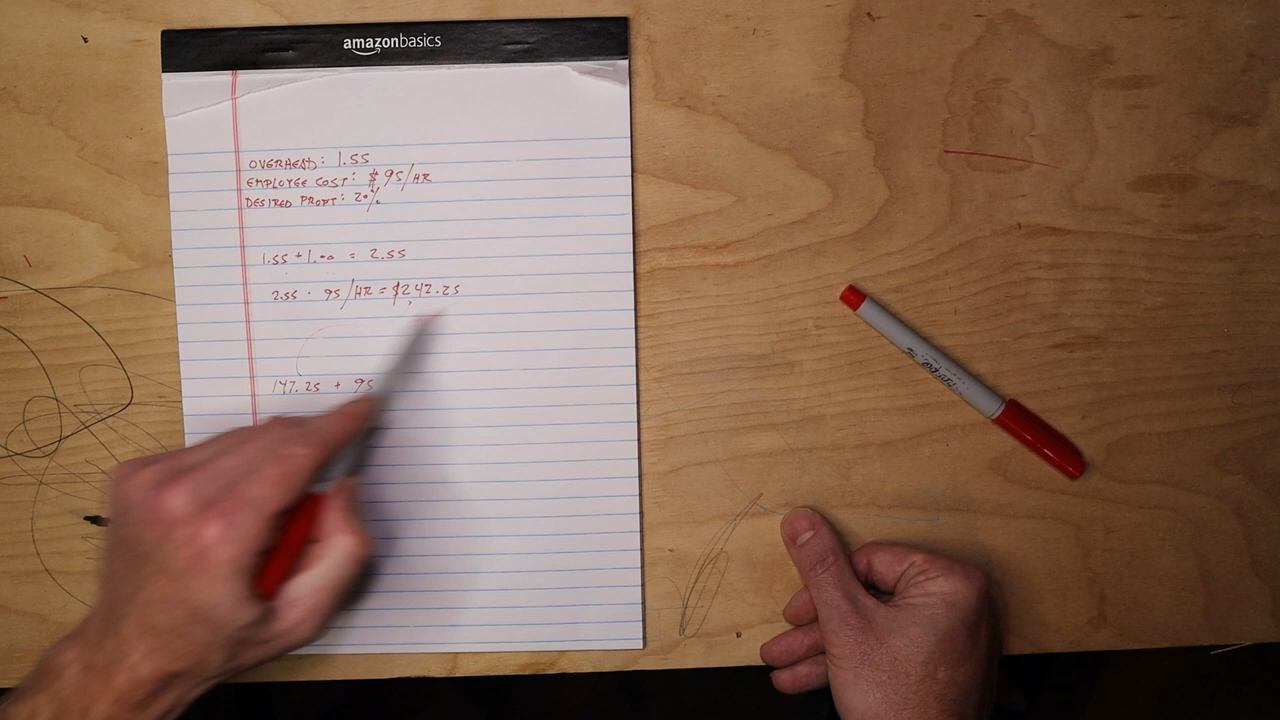 amazonbasics
OVERHEAD: 1.55
EMPLOYEE COST: $95/HR
DESIRED PROFIT: 20%
1.55 + 1.00 = 2.55
2.55 · 95/HR = $242.25
147.25 + 95